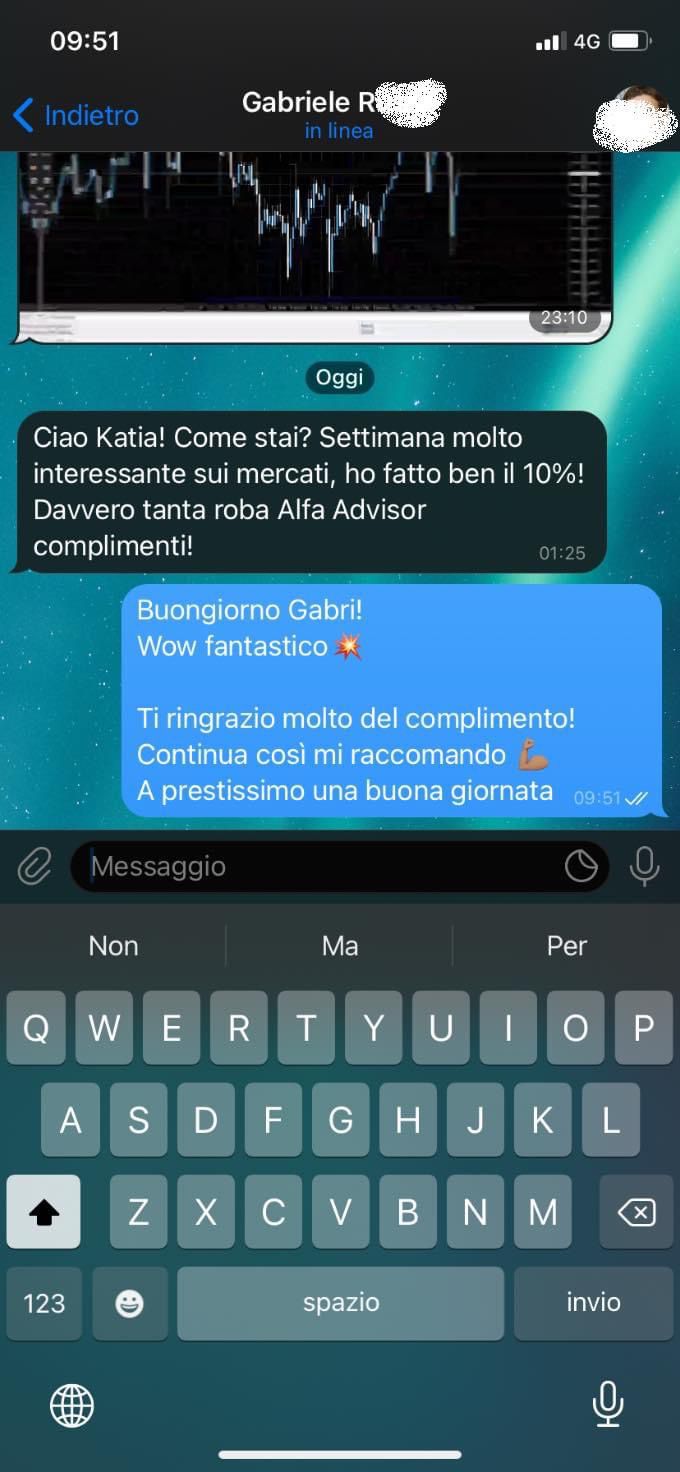 09:51
4G
Indietro
Gabriele R
in linea
23:10
Oggi
Ciao Katia! Come stai? Settimana molto
interessante sui mercati, ho fatto ben il 10%!
Davvero tanta roba Alfa Advisor
complimenti!
01:25
Buongiorno Gabri!
Wow fantastico 💥
Ti ringrazio molto del complimento!
Continua così mi raccomando 💪🏽
A prestissimo una buona giornata
09:51
Messaggio
Non Ma Per
Q W E R T Y U I O P
A S D F G H J K L
Z X C V B N M
123 spazio invio